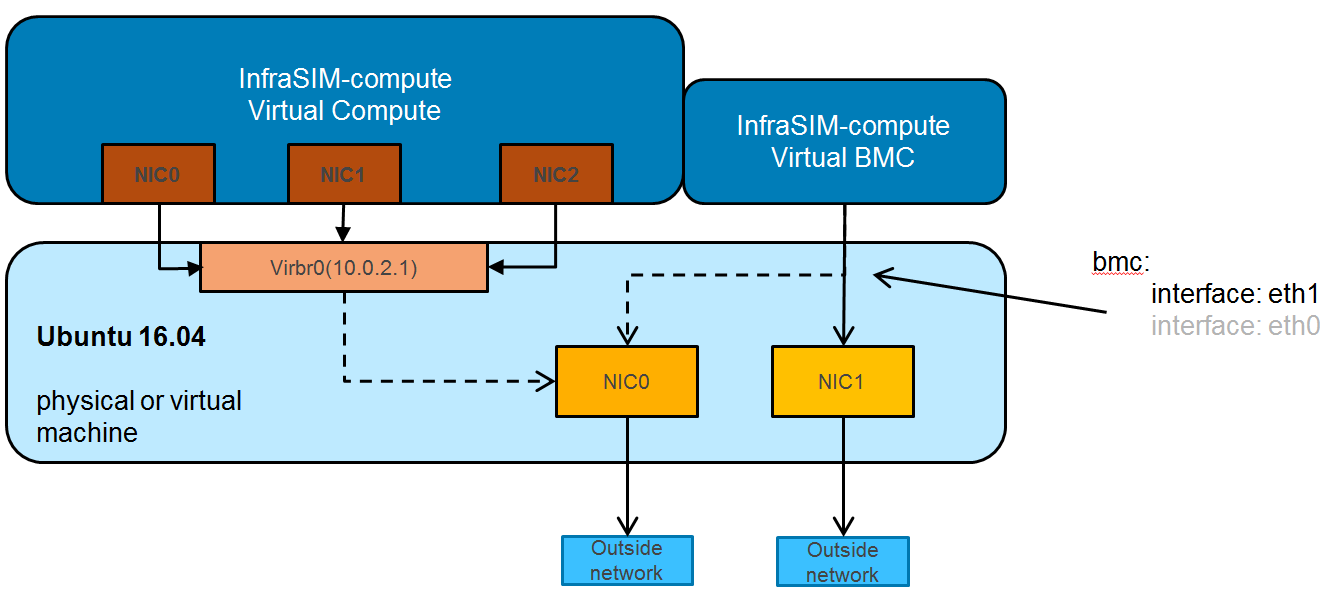 InfraSIM-compute
Virtual Compute
NIC0
NIC1
NIC2
InfraSIM-compute
Virtual BMC
Virbr0(10.0.2.1)
bmc:
interface: eth1
interface: eth0
Ubuntu 16.04
physical or virtual
machine
NIC0
NIC1
Outside
network
Outside
network